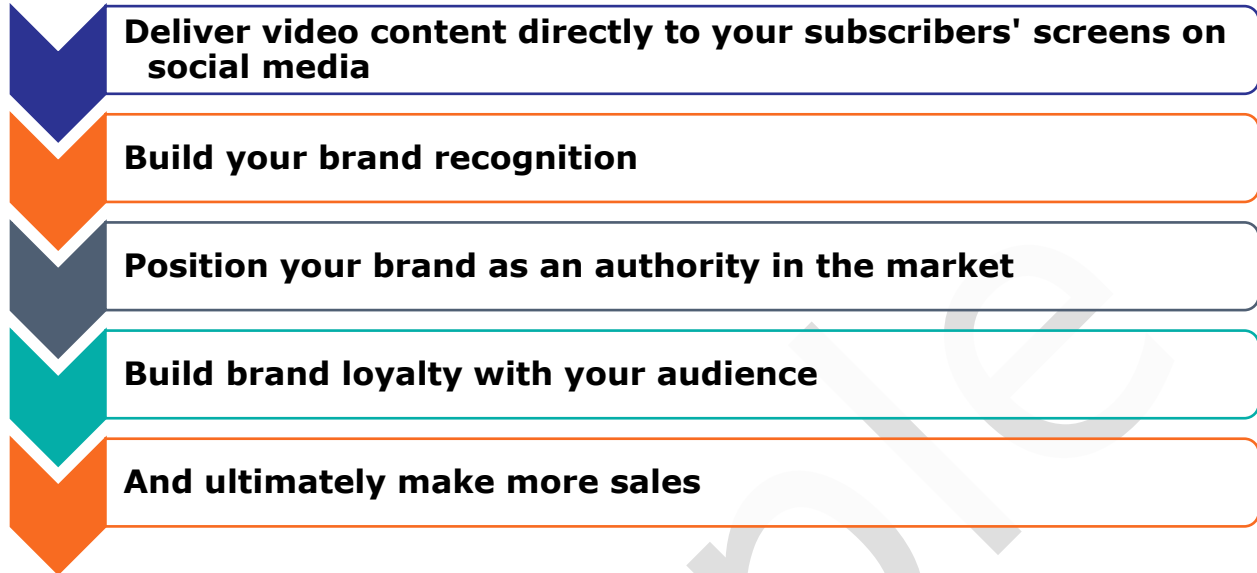 Deliver video content directly to your subscribers' screens on
social media
Build your brand recognition
Position your brand as an authority in the market
Build brand loyalty with your audience
And ultimately make more sales